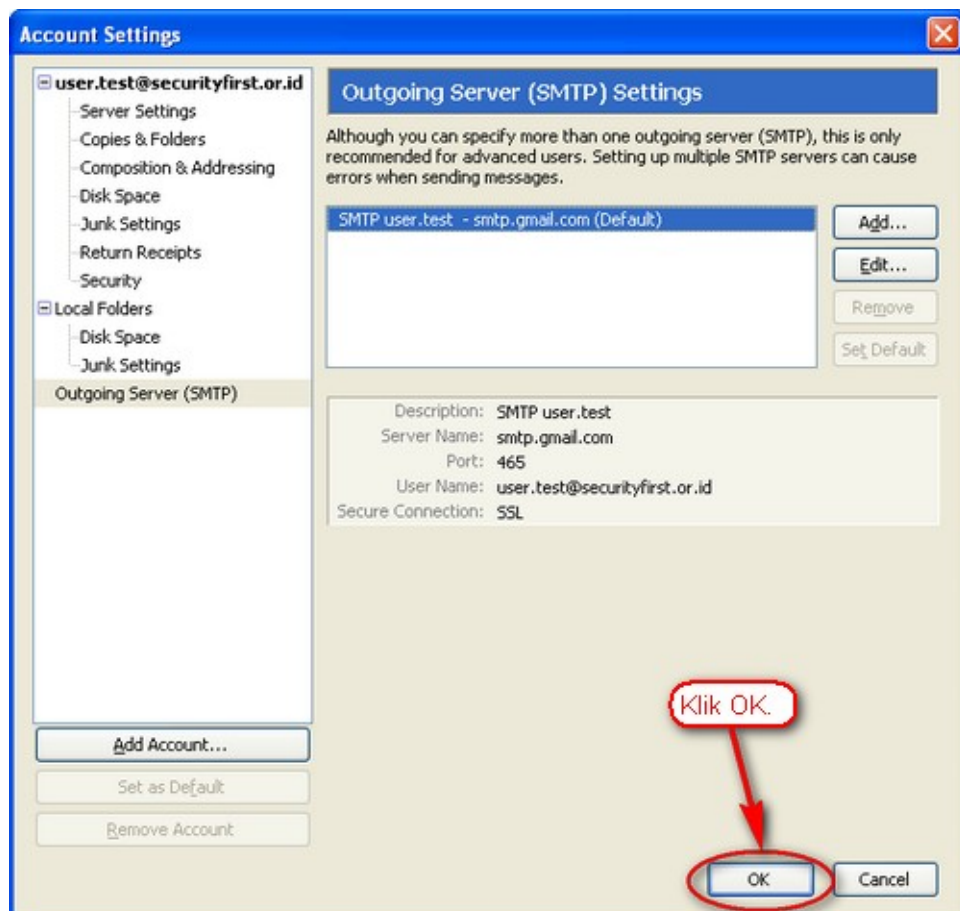 Account Settings
user.test@securityfirst.or.id
Server Settings
Copies & Folders
Composition & Addressing
Disk Space
Junk Settings
Return Receipts
Security
Local Folders
Disk Space
Junk Settings
Outgoing Server (SMTP)
Add Account...
Set as Default
Remove Account
Outgoing Server (SMTP) Settings
Although you can specify more than one outgoing server (SMTP), this is only
recommended for advanced users. Setting up multiple SMTP servers can cause
errors when sending messages.
SMTP user.test - smtp.gmail.com (Default)
Add...
Edit...
Remove
Set Default
Description: SMTP user.test
Server Name: smtp.gmail.com
Port: 465
User Name: user.test@securityfirst.or.id
Secure Connection: SSL
Klik OK.
OK
Cancel